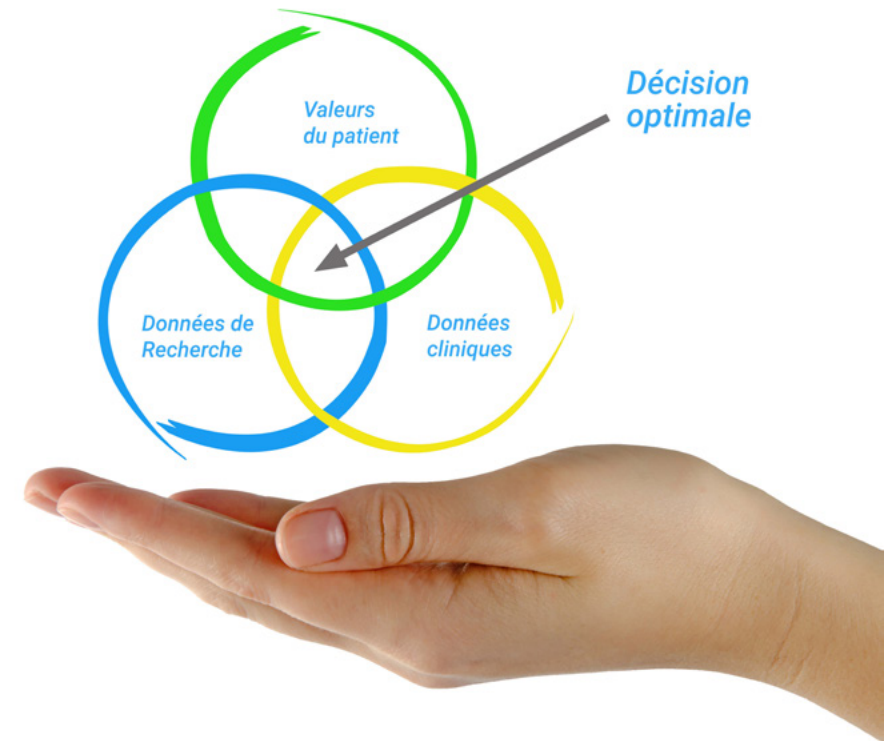 Valeurs
du patient
Décision
optimale
Données de
Recherche
Données
cliniques